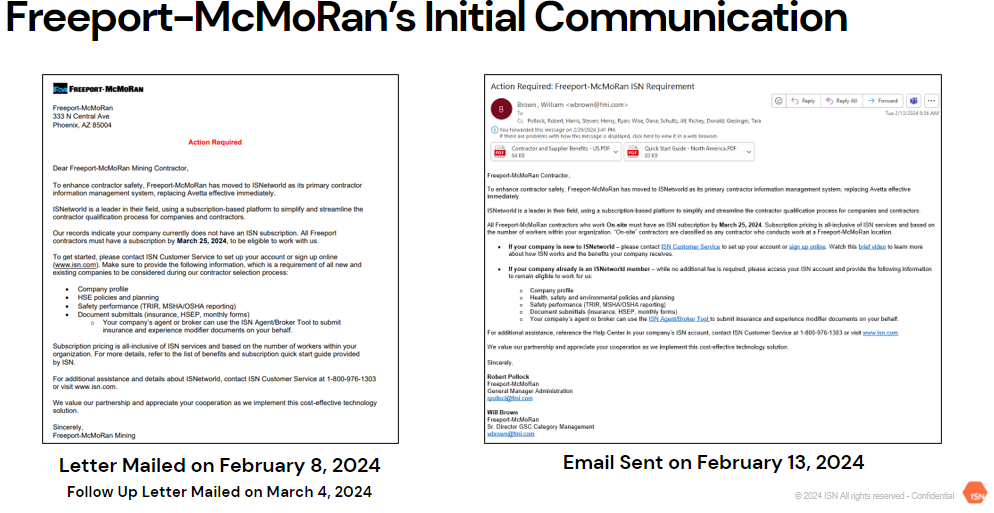 Freeport-McMoRan's Initial Communication
FREEPORT-McMoRAN
Freeport-McMoRan
333 N Central Ave
Phoenix, AZ 85004
Action Required
Dear Freeport-McMoRan Mining Contractor,
To enhance contractor safety, Freeport-McMoRan has moved to ISNetworld as its primary contractor
information management system, replacing Avetta effective immediately.
ISNetworld is a leader in their field, using a subscription-based platform to simplify and streamline the
contractor qualification process for companies and contractors.
Our records indicate your company currently does not have an ISN subscription. All Freeport
contractors must have a subscription by March 25, 2024, to be eligible to work with us.
To get started, please contact ISN Customer Service to set up your account or sign up online
(www.isn.com). Make sure to provide the following information, which is a requirement of all new and
existing companies to be considered during our contractor selection process:
• Company profile
• HSE policies and planning
• Safety performance (TRIR, MSHA/OSHA reporting)
• Document submittals (insurance, HSEP, monthly forms)
o Your company's agent or broker can use the ISN Agent/Broker Tool to submit
insurance and experience modifier documents on your behalf.
Subscription pricing is all-inclusive of ISN services and based on the number of workers within your
organization. For more details, refer to the list of benefits and subscription quick start guide provided
by ISN.
For additional assistance and details about ISNetworld, contact ISN Customer Service at 1-800-976-1303
or visit www.isn.com.
We value our partnership and appreciate your cooperation as we implement this cost-effective technology
solution.
Sincerely,
Freeport-McMoRan Mining
Letter Mailed on February 8, 2024
Follow Up Letter Mailed on March 4, 2024
Action Required: Freeport-McMoRan ISN Requirement
B
Brown, William <wbrown@fmi.com>
To
Cc Pollock, Robert; Harris, Steven; Henry, Ryan; Wise, Dana; Schultz, Jill; Richey, Donald; Giesinger, Tara
Reply Reply All Forward
Tue 2/13/2024 8:36 AM
You forwarded this message on 2/29/2024 3:41 PM.
If there are problems with how this message is displayed, click here to view it in a web browser.
PDF Contractor and Supplier Benefits - US.PDF
64 KB
PDF Quick Start Guide - North America.PDF
83 KB
Freeport-McMoRan Contractor,
To enhance contractor safety, Freeport-McMoRan has moved to ISNetworld as its primary contractor information management system, replacing Avetta effective
immediately.
ISNetworld is a leader in their field, using a subscription-based platform to simplify and streamline the contractor qualification process for companies and contractors.
All Freeport-McMoRan contractors who work On-site must have an ISN subscription by March 25, 2024. Subscription pricing is all-inclusive of ISN services and based on
the number of workers within your organization. "On-site" contractors are classified as any contractor who conducts work at a Freeport-McMoRan location.
• If your company is new to ISNetworld – please contact ISN Customer Service to set up your account or sign up online. Watch this brief video to learn more
about how ISN works and the benefits your company receives.
• If your company already is an ISNetworld member – while no additional fee is required, please access your ISN account and provide the following information
to remain eligible to work for us:
o Company profile
o Health, safety and environmental policies and planning
o Safety performance (TRIR, MSHA/OSHA reporting)
o Document submittals (insurance, HSEP, monthly forms)
o Your company's agent or broker can use the ISN Agent/Broker Tool to submit insurance and experience modifier documents on your behalf.
For additional assistance, reference the Help Center in your company's ISN account, contact ISN Customer Service at 1-800-976-1303 or visit www.isn.com.
We value our partnership and appreciate your cooperation as we implement this cost-effective technology solution.
Sincerely,
Robert Pollock
Freeport-McMoRan
General Manager Administration
rpolloc@fmi.com
Will Brown
Freeport-McMoRan
Sr. Director GSC Category Management
wbrown@fmi.com
Email Sent on February 13, 2024
© 2024 ISN All rights reserved - Confidential
ISN